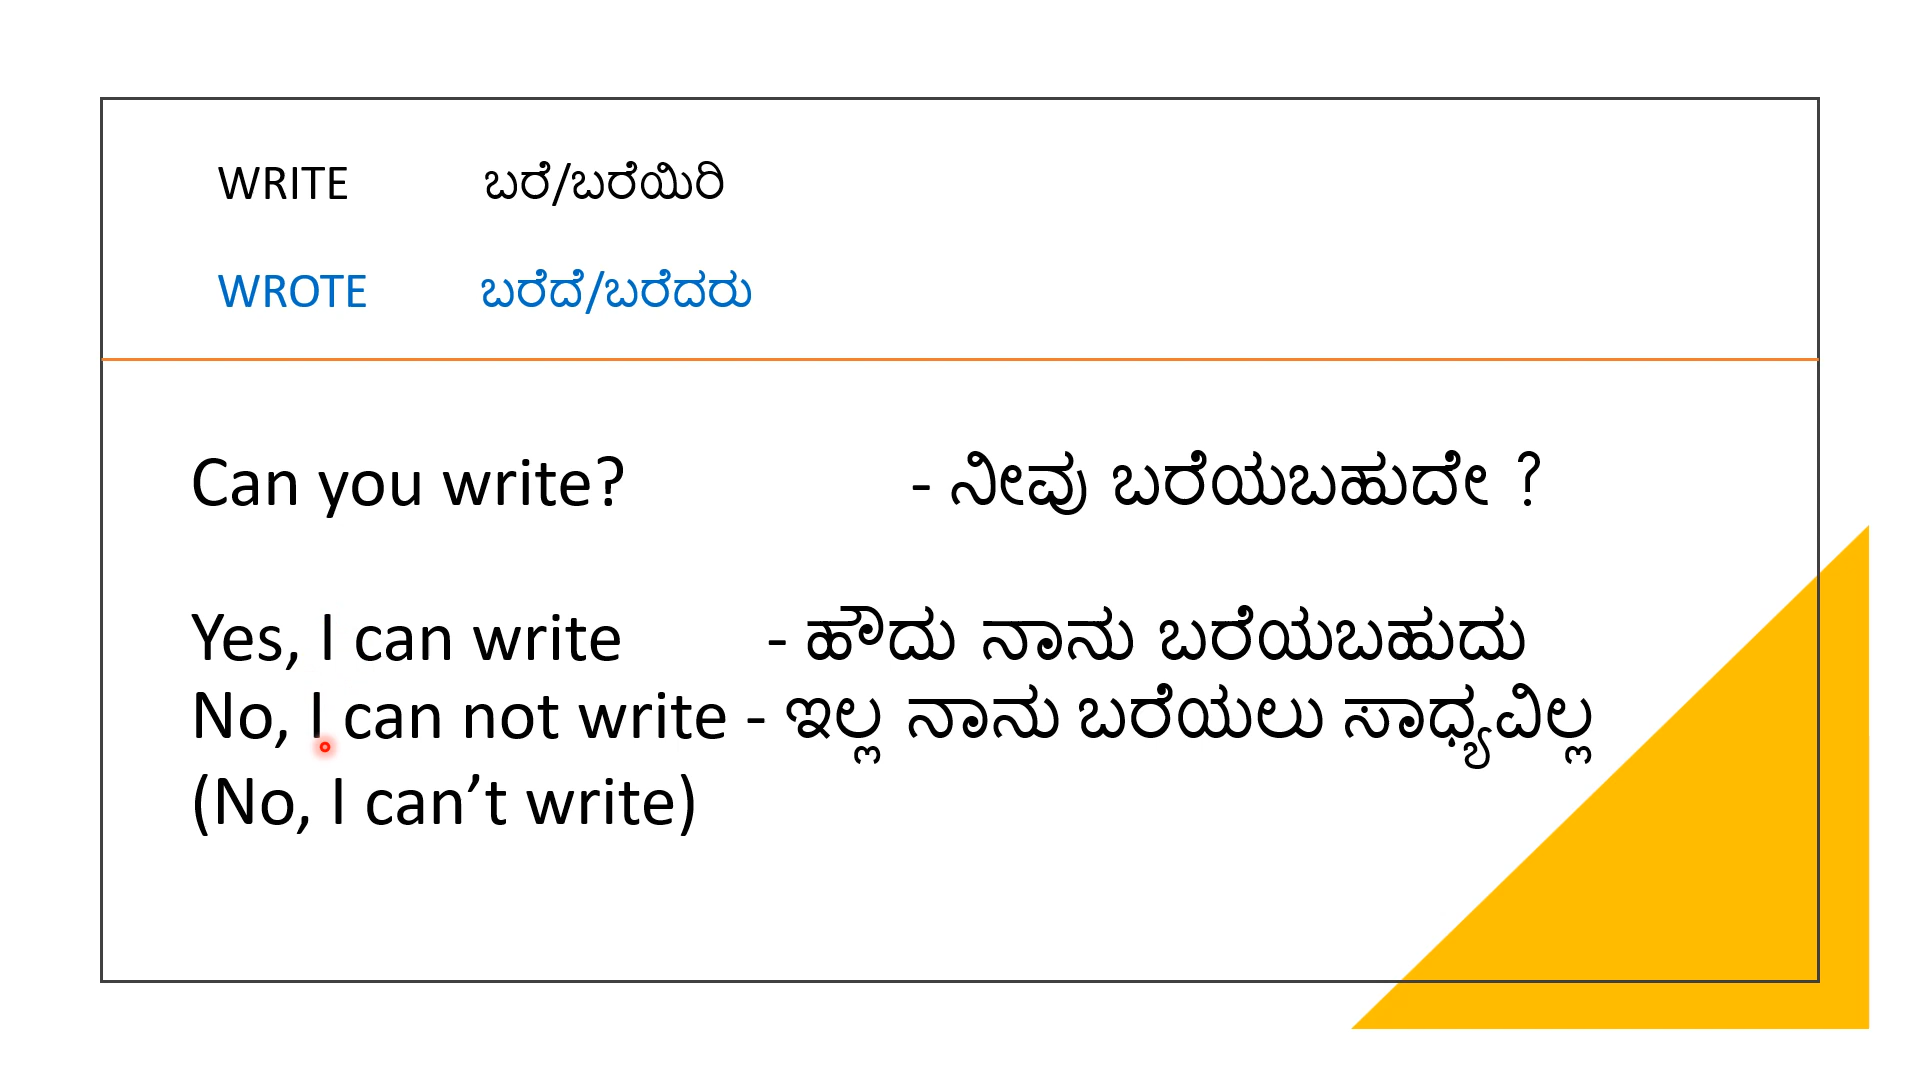 WRITE ಬರೆ/ಬರೆಯಿರಿ
WROTE ಬರೆದೆ/ಬರೆದರು
Can you write? - ನೀವು ಬರೆಯಬಹುದೇ ?
Yes, I can write - ಹೌದು ನಾನು ಬರೆಯಬಹುದು
No, I can not write - ಇಲ್ಲ ನಾನು ಬರೆಯಲು ಸಾಧ್ಯವಿಲ್ಲ
(No, I can’t write)